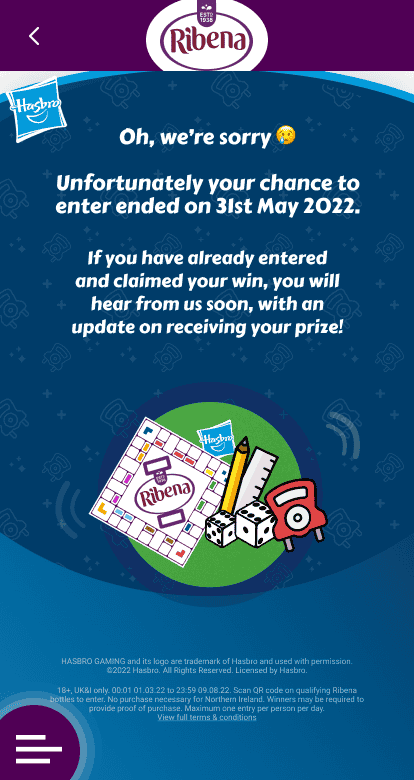 ESTD
1938
Ribena
Hasbro
Oh, we're sorry 😢
Unfortunately your chance to
enter ended on 31st May 2022.
If you have already entered
and claimed your win, you will
hear from us soon, with an
update on receiving your prize!
Hasbro
Ribena
HASBRO GAMING and its logo are trademark of Hasbro and used with permission.
©2022 Hasbro. All Rights Reserved. Licensed by Hasbro.
18+, UK&I only. 00:01 01.03.22 to 23:59 09.08.22. Scan QR code on qualifying Ribena
bottles to enter. No purchase necessary for Northern Ireland. Winners may be required to
provide proof of purchase. Maximum one entry per person per day.
View full terms & conditions